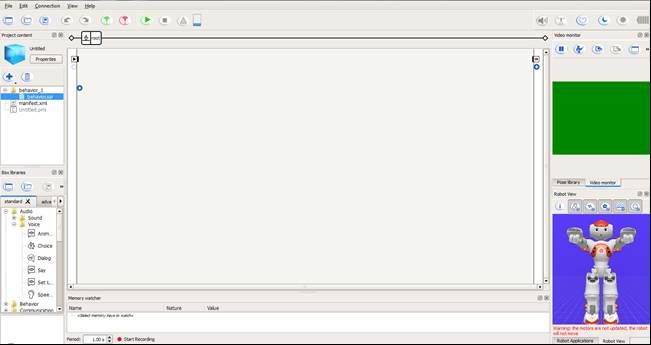 File Edit Connection View Help
Project content
root
Video monitor
Untitled
Properties
behavior_1
behavior.xar
manifest.xml
Untitled.pml
Box libraries
standard
adva
Audio
Sound
Voice
Anim...
Choice
Dialog
Say
Set L...
Spee...
Behavior
Communication
Pose library Video monitor
Robot View
Warning: the motors are not updated, the robot
will not move
Robot Applications Robot View
Memory watcher
Name Nature Value
<Select memory keys to watch>
Period: 1.00 s Start Recording